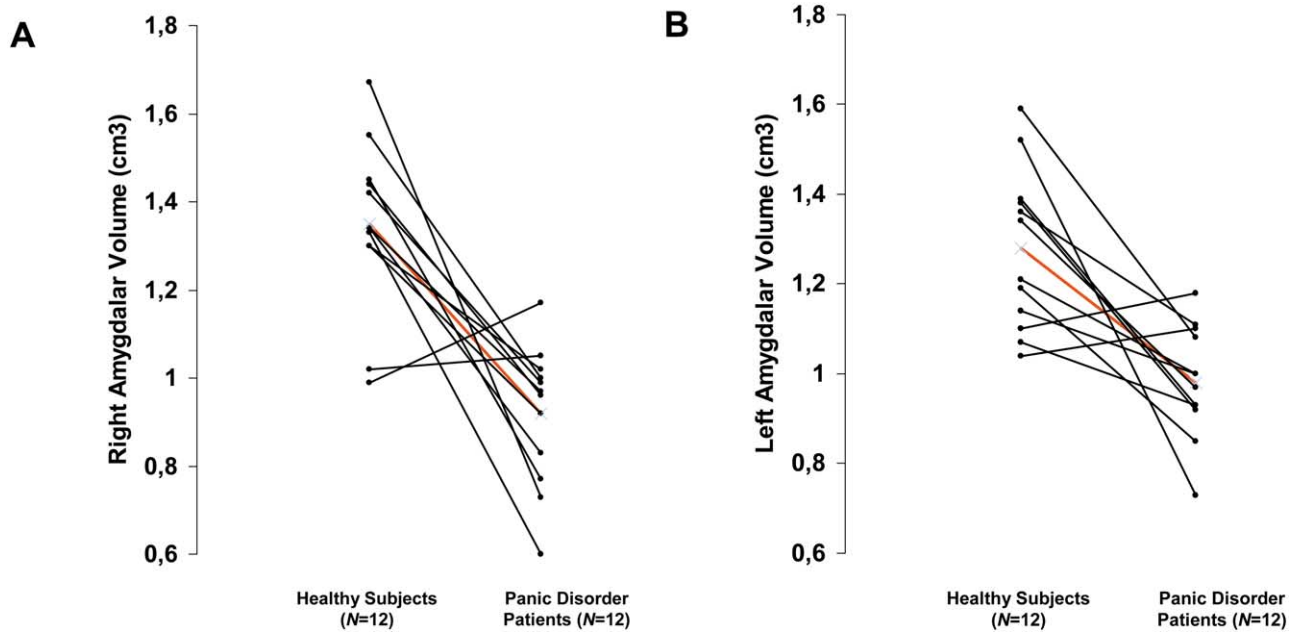 A
Right Amygdalar Volume (cm3)
1,8
1,6
1,4
1,2
1
0,8
0,6
Healthy Subjects
(N=12)
Panic Disorder
Patients (N=12)
B
Left Amygdalar Volume (cm3)
1,8
1,6
1,4
1,2
1
0,8
0,6
Healthy Subjects
(N=12)
Panic Disorder
Patients (N=12)